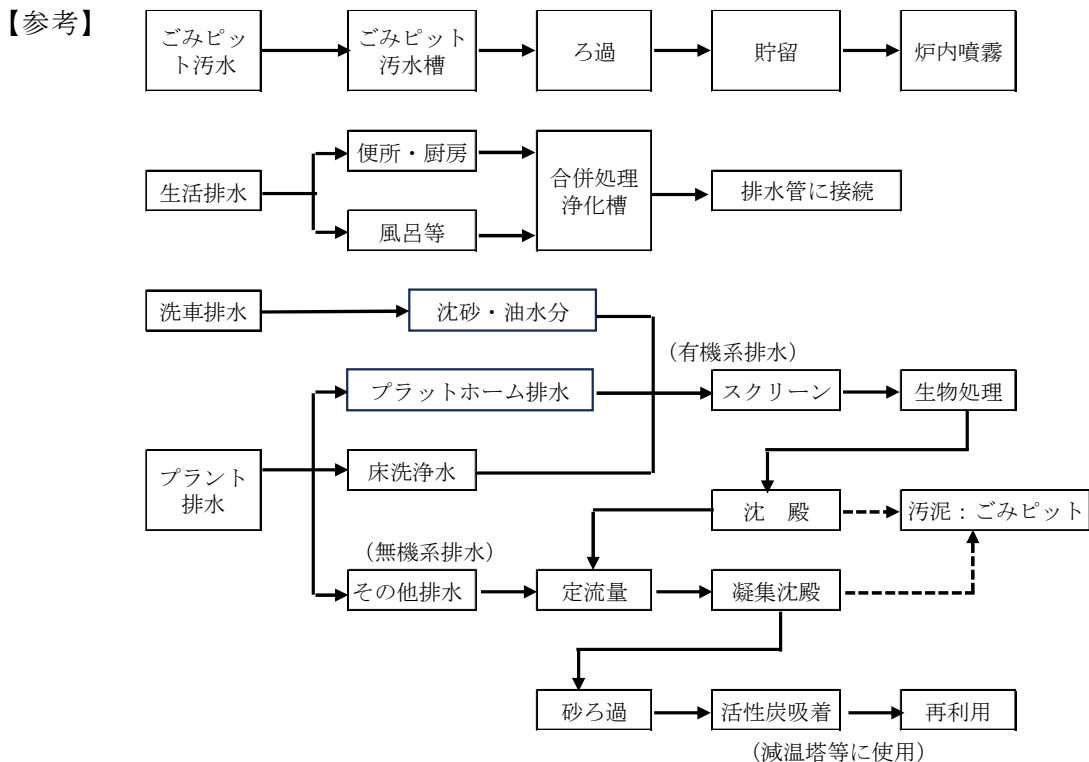 【参考】
ごみピッ
ト汚水
ごみピット
汚水槽
ろ過
貯留
炉内噴霧
生活排水
便所・厨房
風呂等
合併処理
浄化槽
排水管に接続
洗車排水
沈砂・油水分
(有機系排水)
プラットホーム排水
スクリーン
生物処理
プラント
排水
床洗浄水
沈　殿
汚泥：ごみピット
(無機系排水)
その他排水
定流量
凝集沈殿
砂ろ過
活性炭吸着
再利用
(減温塔等に使用)